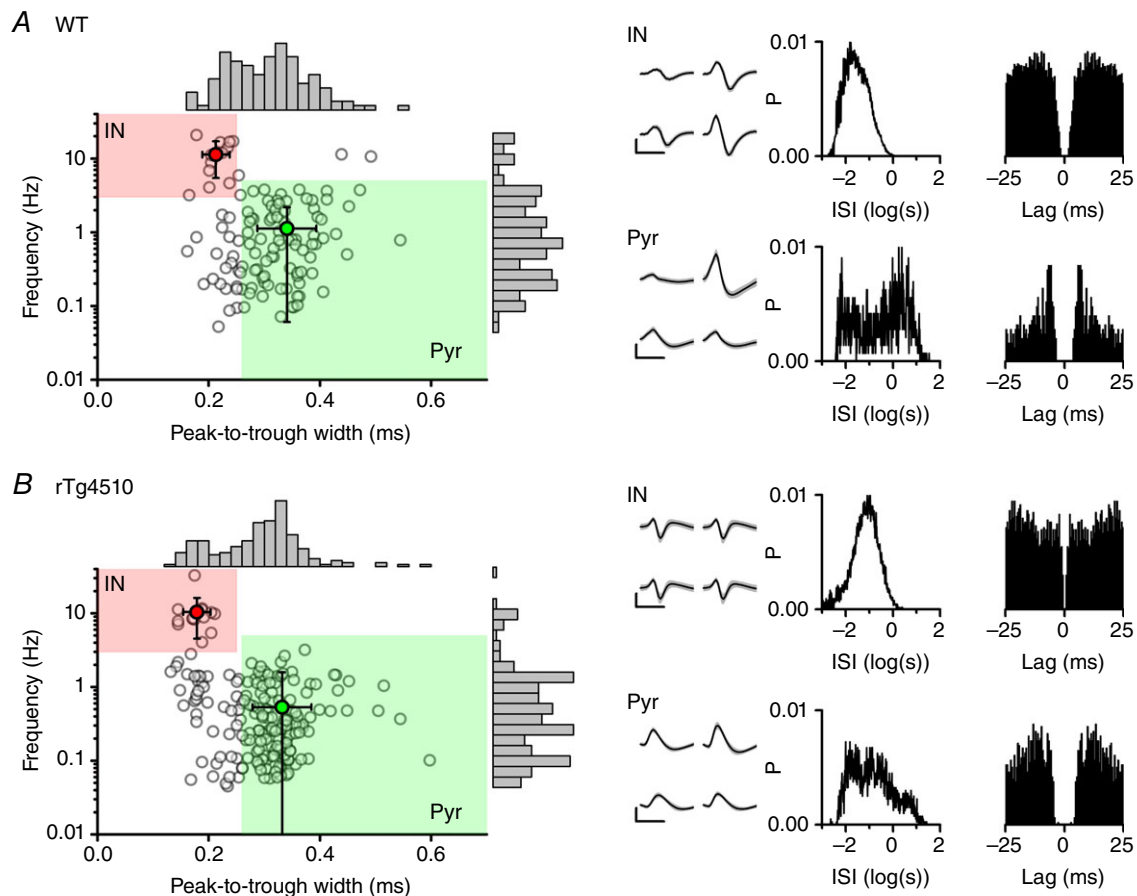 A WT
IN
Pyr
10
1
0.1
0.01
Frequency (Hz)
0.0 0.2 0.4 0.6
Peak-to-trough width (ms)
IN
0.01
P
0.00
−2 0 2
ISI (log(s))
−25 0 25
Lag (ms)
Pyr
0.01
P
0.00
−2 0 2
ISI (log(s))
−25 0 25
Lag (ms)
B rTg4510
IN
Pyr
10
1
0.1
0.01
Frequency (Hz)
0.0 0.2 0.4 0.6
Peak-to-trough width (ms)
IN
0.01
P
0.00
−2 0 2
ISI (log(s))
−25 0 25
Lag (ms)
Pyr
0.01
P
0.00
−2 0 2
ISI (log(s))
−25 0 25
Lag (ms)